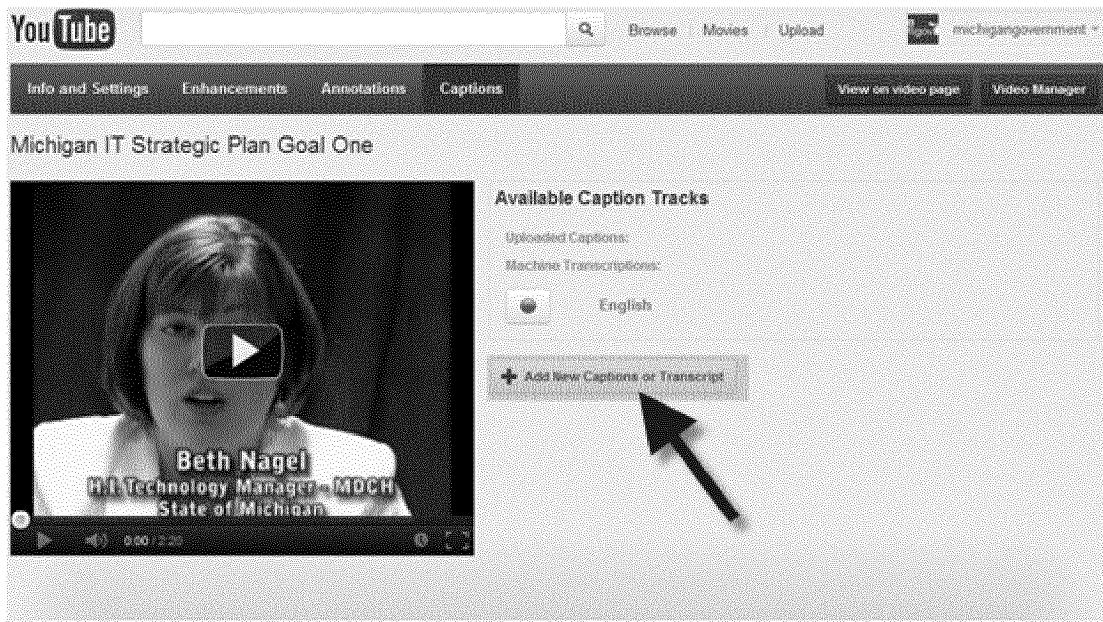 YouTube Browse Movies Upload michigangovernment
Info and Settings Enhancements Annotations Captions View on video page Video Manager
Michigan IT Strategic Plan Goal One
Available Caption Tracks
Uploaded Captions:
Machine Transcriptions:
English
Add New Captions or Transcript
Beth Nagel
H.I. Technology Manager - MDCH
State of Michigan
0:00 / 2:20